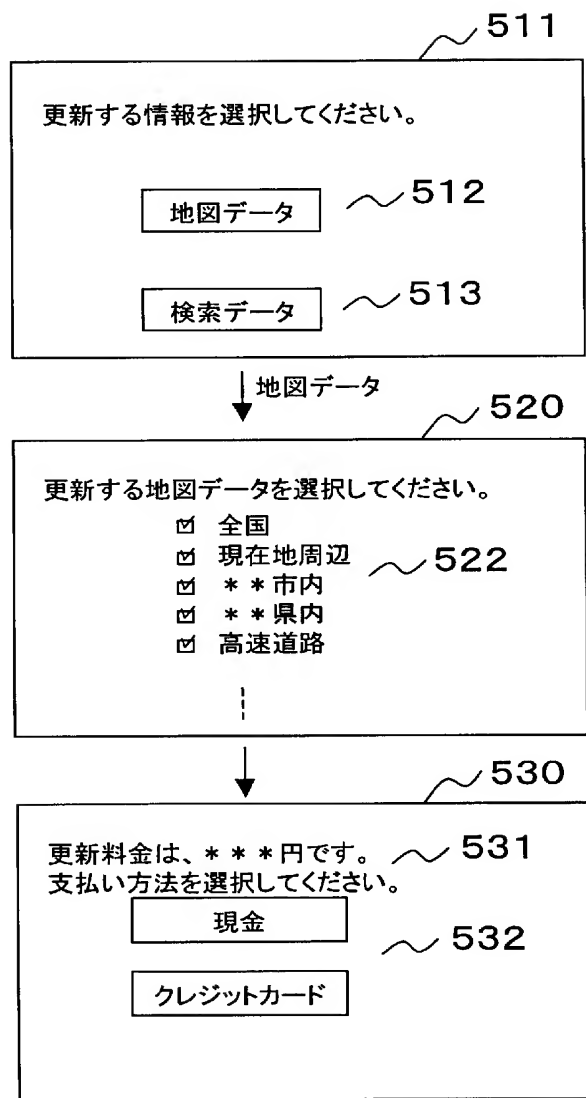 511
更新する情報を選択してください。
地図データ 512
検索データ 513
地図データ
520
更新する地図データを選択してください。
☑ 全国
☑ 現在地周辺
☑ ＊＊市内 522
☑ ＊＊県内
☑ 高速道路
530
更新料金は、＊＊＊円です。 531
支払い方法を選択してください。
現金
532
クレジットカード